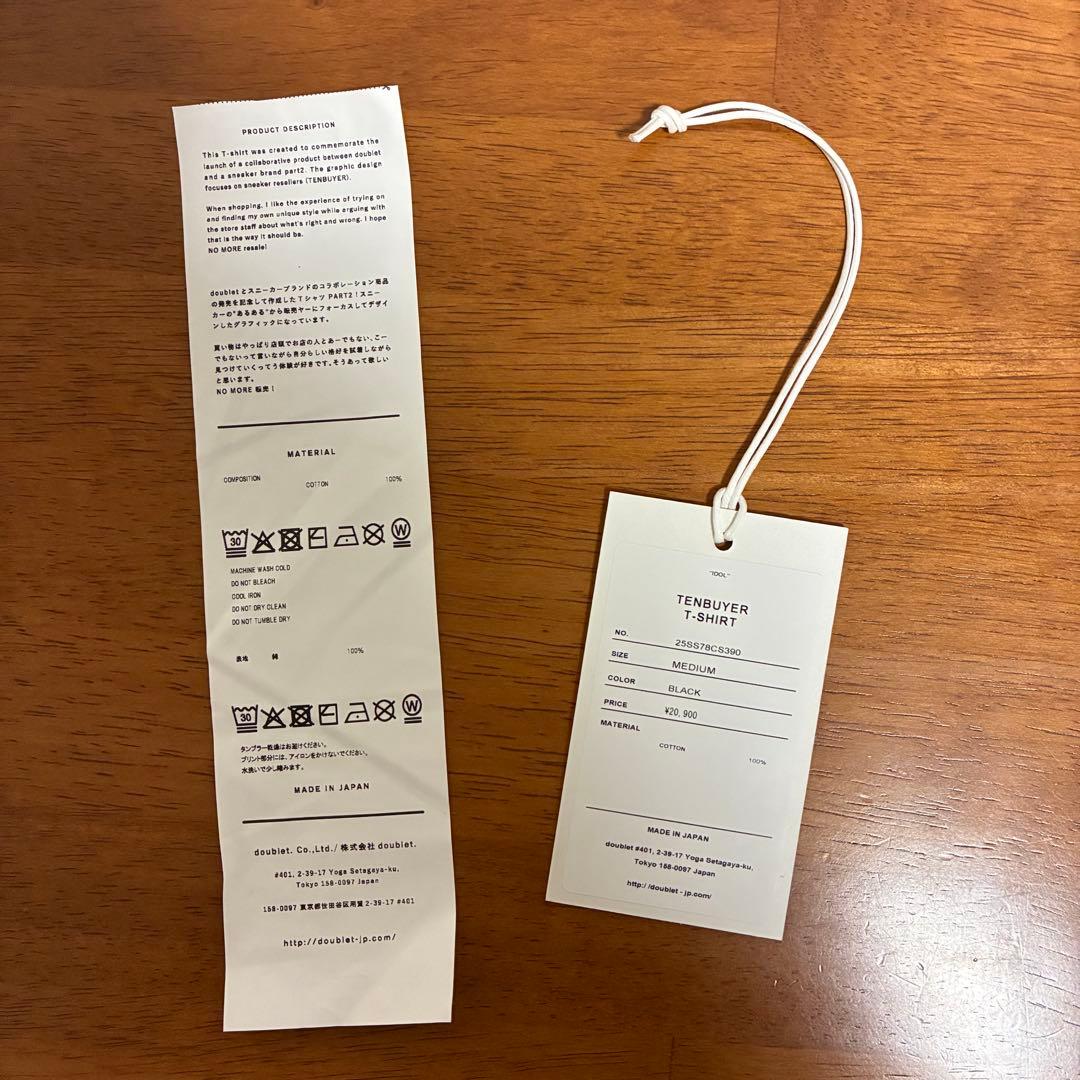 PRODUCT DESCRIPTION
This T-shirt was created to commemorate the
launch of a collaborative product between doublet
and a sneaker brand part2. The graphic design
focuses on sneaker resellers (TENBUYER).
When shopping, I like the experience of trying on
and finding my own unique style while arguing with
the store staff about what's right and wrong. I hope
that is the way it should be.
NO MORE resale!
doubletとスニーカーブランドのコラボレーション商品
の発売を記念して作成したTシャツ PART2!スニー
カーの"あるある"から転売ヤーにフォーカスしてデザイ
ンしたグラフィックになっています。
買い物はやっぱり店頭でお店の人とあーでもない、こー
でもないって言いながら自分らしい格好を試着しながら
見つけていくってう体験が好きです。そうあって欲しい
と思います。
NO MORE 転売!
MATERIAL
COMPOSITION
COTTON
100%
30
W
MACHINE WASH COLD
DO NOT BLEACH
COOL IRON
DO NOT DRY CLEAN
DO NOT TUMBLE DRY
表地 綿 100%
30
W
タンブラー乾燥はお避けください。
プリント部分には、アイロンをかけないでください。
水洗いで少し縮みます。
MADE IN JAPAN
doublet. Co.,Ltd./ 株式会社 doublet.
#401, 2-39-17 Yoga Setagaya-ku,
Tokyo 158-0097 Japan
158-0097 東京都世田谷区用賀 2-39-17 #401
http://doublet-jp.com/
"IDOL"
TENBUYER
T-SHIRT
NO. 25SS78CS390
SIZE MEDIUM
COLOR BLACK
PRICE ¥20,900
MATERIAL
COTTON
100%
MADE IN JAPAN
doublet #401, 2-39-17 Yoga Setagaya-ku,
Tokyo 158-0097 Japan
http://doublet-jp.com/